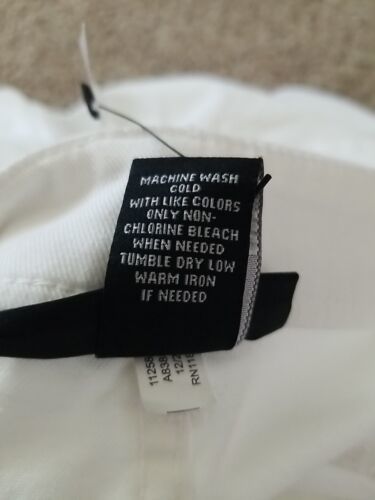 MACHINE WASH
COLD
WITH LIKE COLORS
ONLY NON-
CHLORINE BLEACH
WHEN NEEDED
TUMBLE DRY LOW
WARM IRON
IF NEEDED